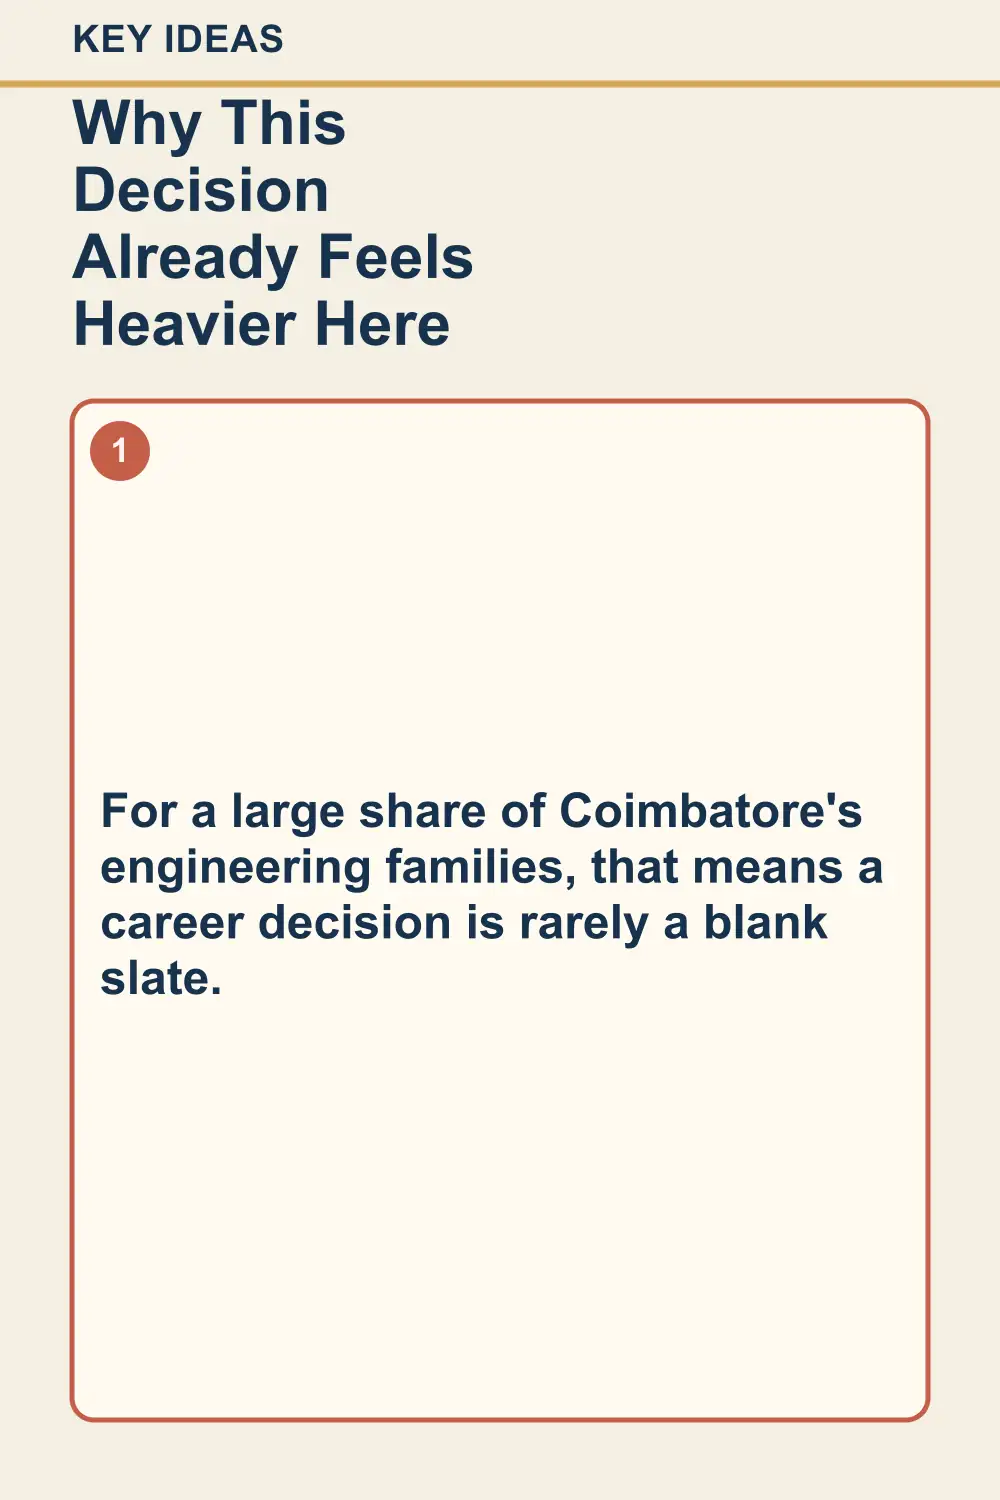 KEY IDEAS
Why This
Decision
Already Feels
Heavier Here
1
For a large share of Coimbatore's
engineering families, that means a
career decision is rarely a blank
slate.